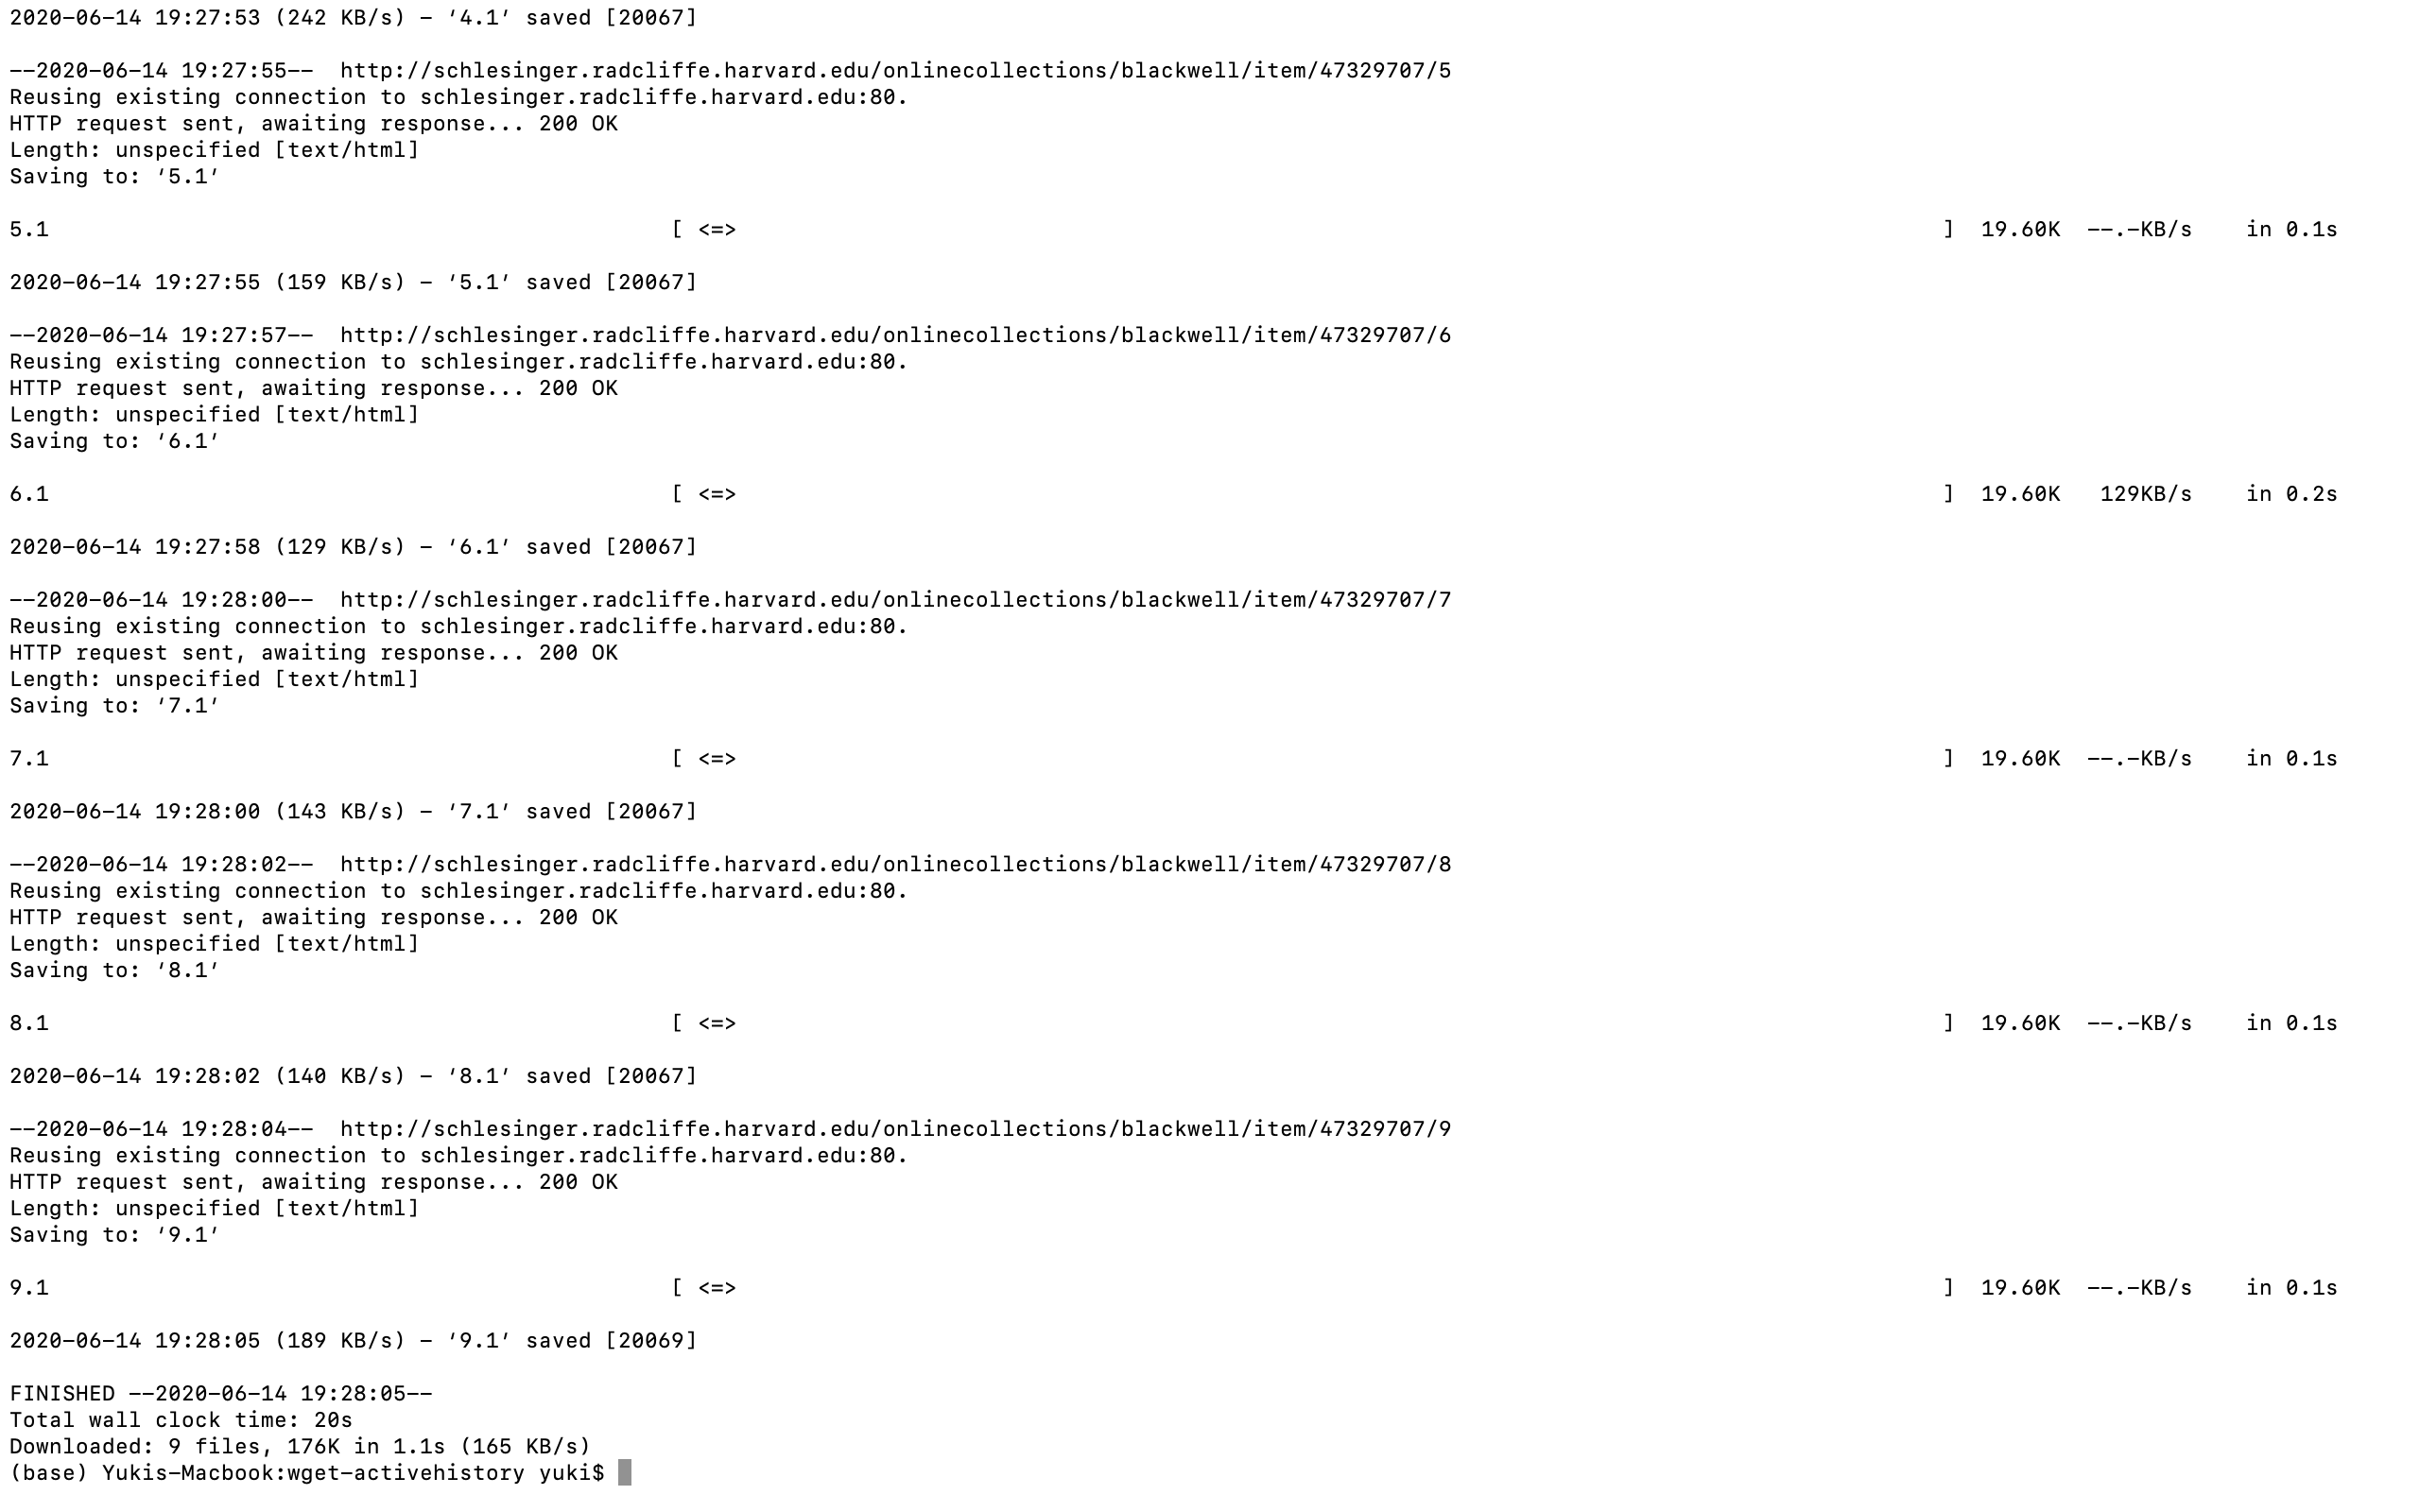 2020-06-14 19:27:53 (242 KB/s) - ‘4.1’ saved [20067]
--2020-06-14 19:27:55--  http://schlesinger.radcliffe.harvard.edu/onlinecollections/blackwell/item/47329707/5
Reusing existing connection to schlesinger.radcliffe.harvard.edu:80.
HTTP request sent, awaiting response... 200 OK
Length: unspecified [text/html]
Saving to: ‘5.1’
5.1 [ <=> ] 19.60K --.-KB/s in 0.1s
2020-06-14 19:27:55 (159 KB/s) - ‘5.1’ saved [20067]
--2020-06-14 19:27:57--  http://schlesinger.radcliffe.harvard.edu/onlinecollections/blackwell/item/47329707/6
Reusing existing connection to schlesinger.radcliffe.harvard.edu:80.
HTTP request sent, awaiting response... 200 OK
Length: unspecified [text/html]
Saving to: ‘6.1’
6.1 [ <=> ] 19.60K 129KB/s in 0.2s
2020-06-14 19:27:58 (129 KB/s) - ‘6.1’ saved [20067]
--2020-06-14 19:28:00--  http://schlesinger.radcliffe.harvard.edu/onlinecollections/blackwell/item/47329707/7
Reusing existing connection to schlesinger.radcliffe.harvard.edu:80.
HTTP request sent, awaiting response... 200 OK
Length: unspecified [text/html]
Saving to: ‘7.1’
7.1 [ <=> ] 19.60K --.-KB/s in 0.1s
2020-06-14 19:28:00 (143 KB/s) - ‘7.1’ saved [20067]
--2020-06-14 19:28:02--  http://schlesinger.radcliffe.harvard.edu/onlinecollections/blackwell/item/47329707/8
Reusing existing connection to schlesinger.radcliffe.harvard.edu:80.
HTTP request sent, awaiting response... 200 OK
Length: unspecified [text/html]
Saving to: ‘8.1’
8.1 [ <=> ] 19.60K --.-KB/s in 0.1s
2020-06-14 19:28:02 (140 KB/s) - ‘8.1’ saved [20067]
--2020-06-14 19:28:04--  http://schlesinger.radcliffe.harvard.edu/onlinecollections/blackwell/item/47329707/9
Reusing existing connection to schlesinger.radcliffe.harvard.edu:80.
HTTP request sent, awaiting response... 200 OK
Length: unspecified [text/html]
Saving to: ‘9.1’
9.1 [ <=> ] 19.60K --.-KB/s in 0.1s
2020-06-14 19:28:05 (189 KB/s) - ‘9.1’ saved [20069]
FINISHED --2020-06-14 19:28:05--
Total wall clock time: 20s
Downloaded: 9 files, 176K in 1.1s (165 KB/s)
(base) Yukis-Macbook:wget-activehistory yuki$